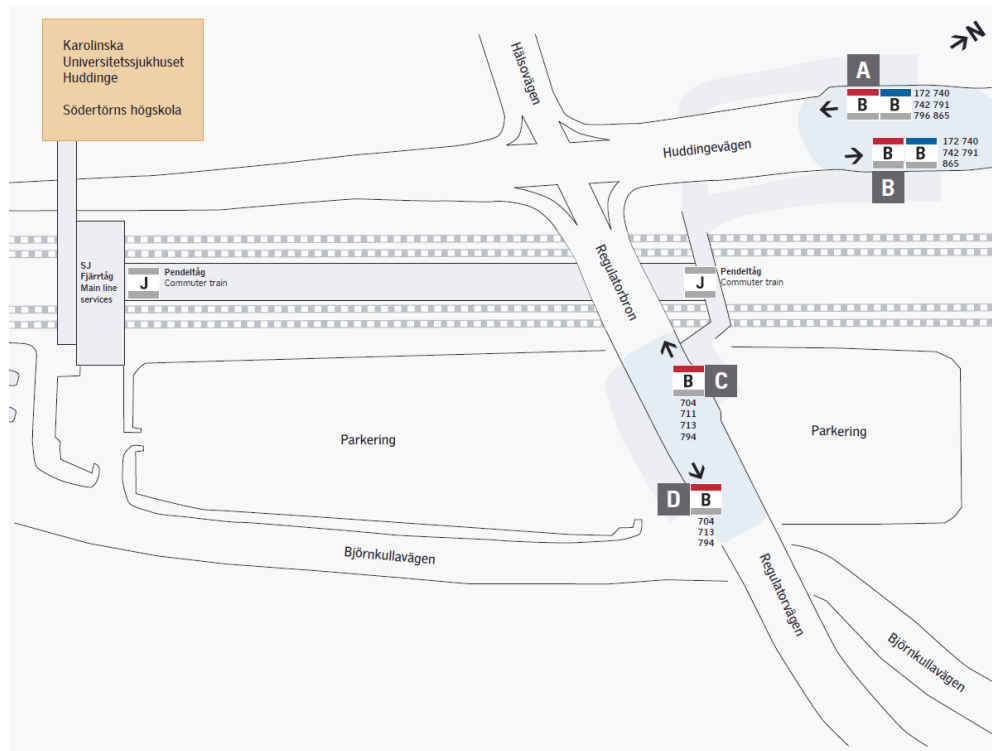 Karolinska
Universitetssjukhuset
Huddinge
Södertörns högskola
Hälsovägen
N
A
B B
172 740
742 791
796 865
Huddingevägen
B B
172 740
742 791
865
B
SJ
Fjärrtåg
Main line
services
J
Pendeltåg
Commuter train
Regulatorbron
J
Pendeltåg
Commuter train
B C
704
711
713
794
Parkering
Parkering
D B
704
713
794
Björnkullavägen
Regulatorvägen
Björnkullavägen